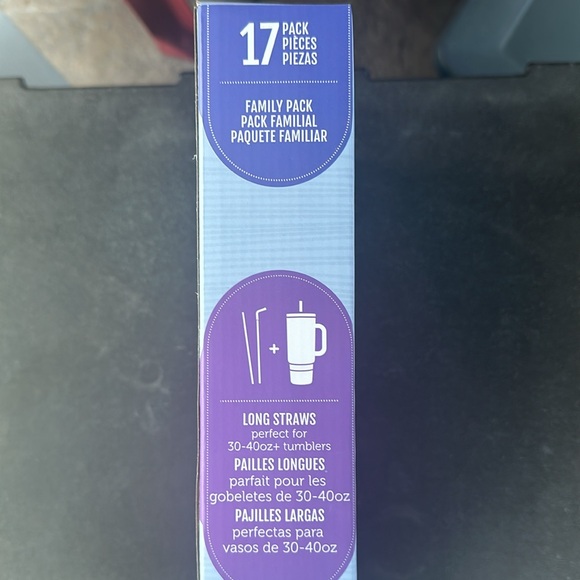 17 PACK
PIÈCES
PIEZAS
FAMILY PACK
PACK FAMILIAL
PAQUETE FAMILIAR
+
LONG STRAWS
perfect for
30-40oz+ tumblers
PAILLES LONGUES
parfait pour les
gobeletes de 30-40oz
PAJILLES LARGAS
perfectas para
vasos de 30-40oz